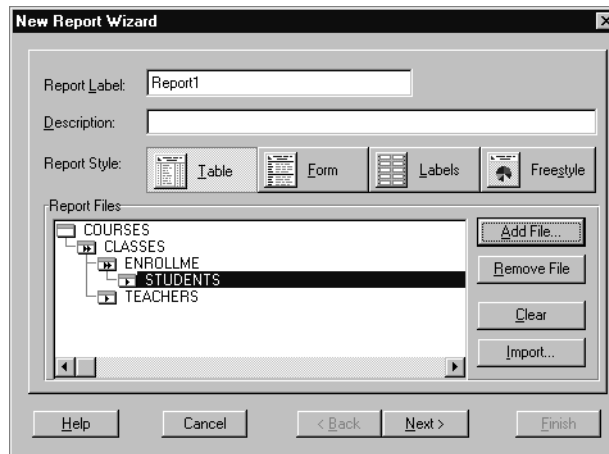 New Report Wizard
Report Label: Report1
Description:
Report Style: Table Form Labels Freestyle
Report Files
COURSES
CLASSES
ENROLLME
STUDENTS
TEACHERS
Add File...
Remove File
Clear
Import...
Help Cancel < Back Next > Finish